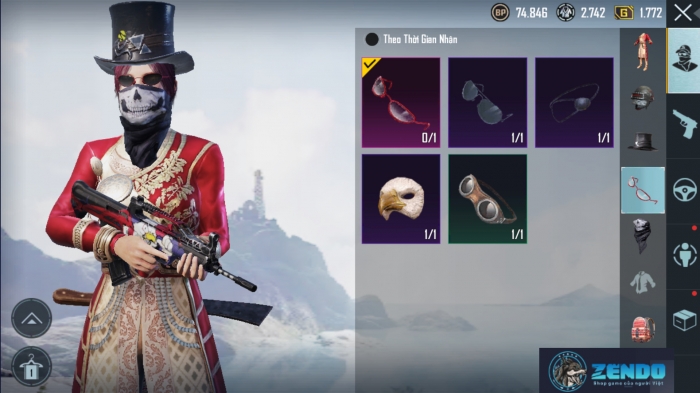 BP 74.846 2.742 G 1.772
Theo Thời Gian Nhận
0/1 1/1 1/1
1/1 1/1
1
ZENDO
Shop game của người Việt